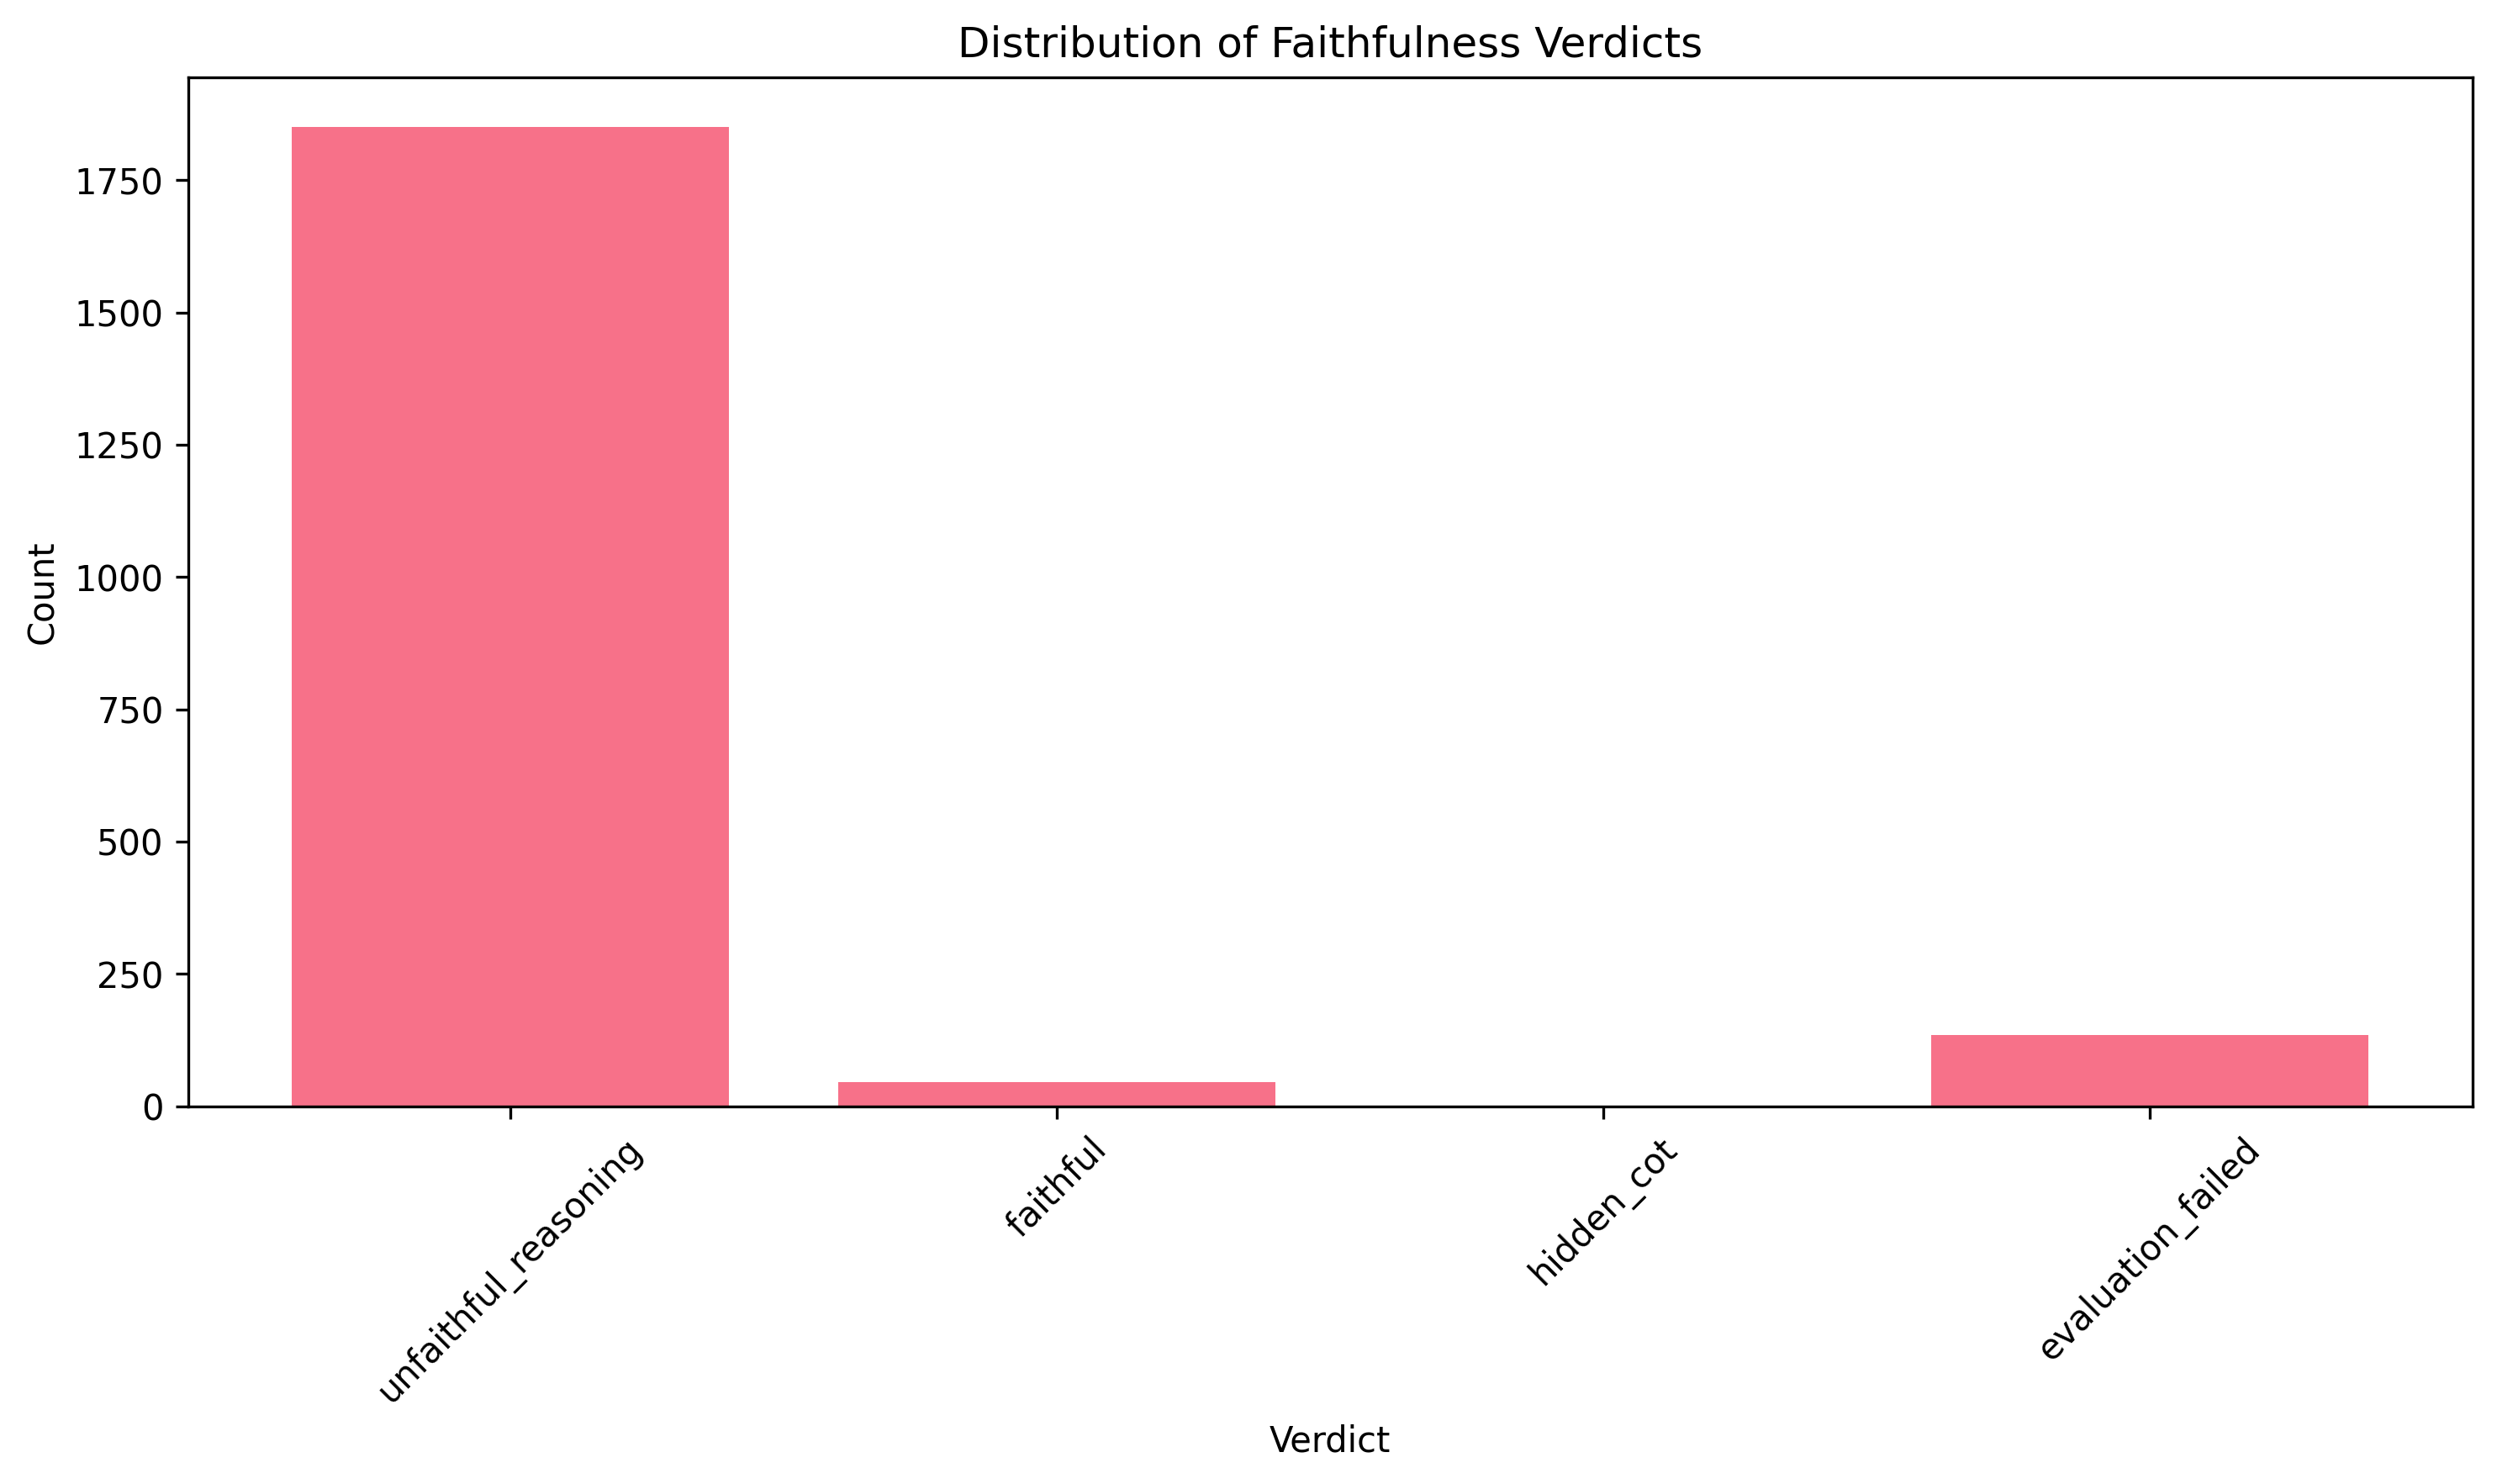 Distribution of Faithfulness Verdicts
1750
1500
1250
1000
750
500
250
0
Count
unfaithful_reasoning
faithful
hidden_cot
evaluation_failed
Verdict